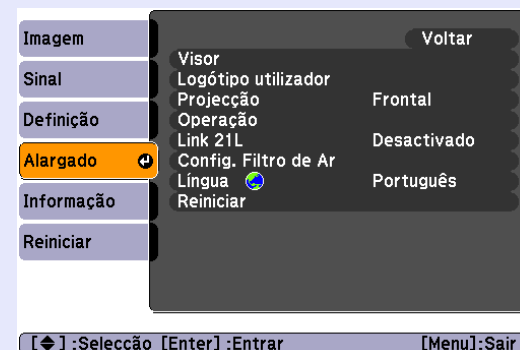 Imagem
Sinal
Definição
Alargado
Informação
Reiniciar
Voltar
Visor
Logótipo utilizador
Projecção Frontal
Operação
Link 21L Desactivado
Config. Filtro de Ar
Língua Português
Reiniciar
[◆] :Selecção [Enter] :Entrar [Menu]:Sair